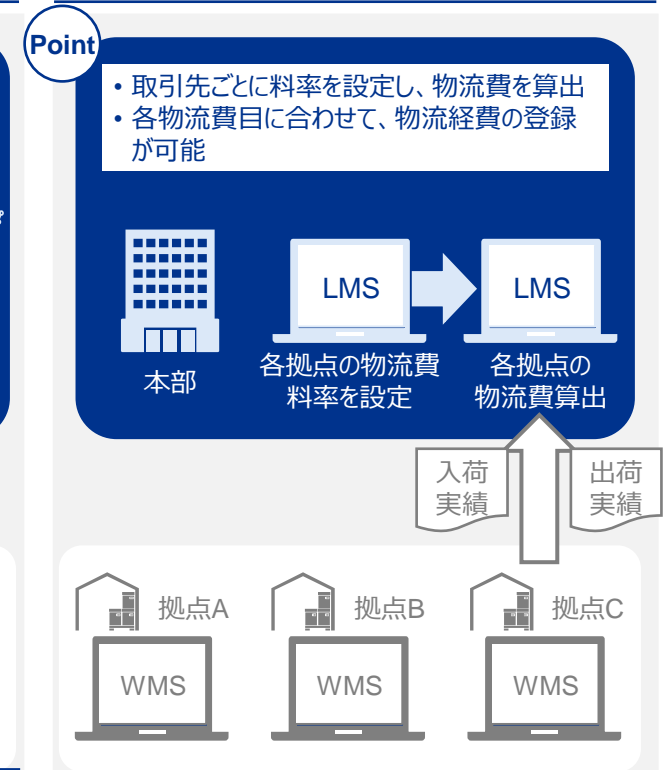 Point
• 取引先ごとに料率を設定し、物流費を算出
• 各物流費目に合わせて、物流経費の登録
が可能
本部
LMS
各拠点の物流費
料率を設定
LMS
各拠点の
物流費算出
入荷
実績
出荷
実績
拠点A
拠点B
拠点C
WMS
WMS
WMS